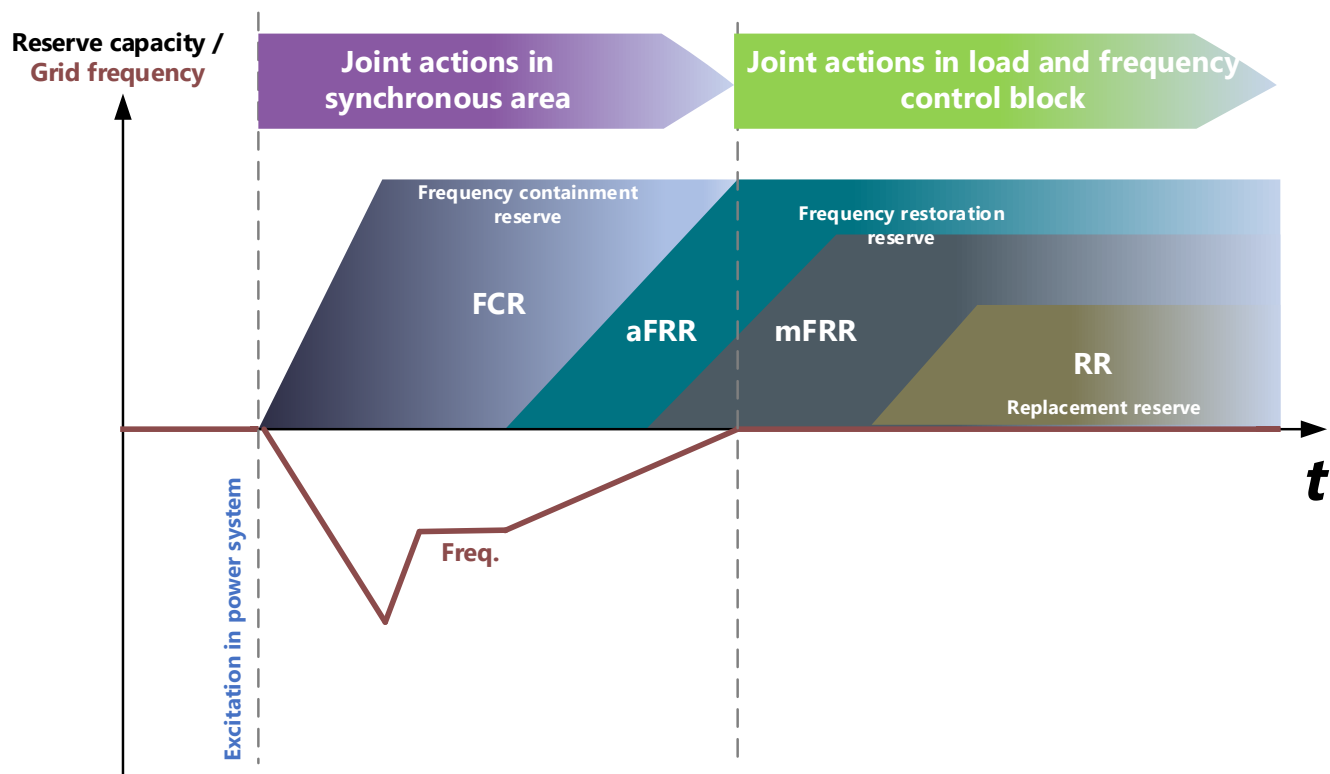 Reserve capacity /
Grid frequency
Joint actions in
synchronous area
Joint actions in load and frequency
control block
Frequency containment
reserve
Frequency restoration
reserve
FCR
aFRR
mFRR
RR
Replacement reserve
t
Freq.
Excitation in power system